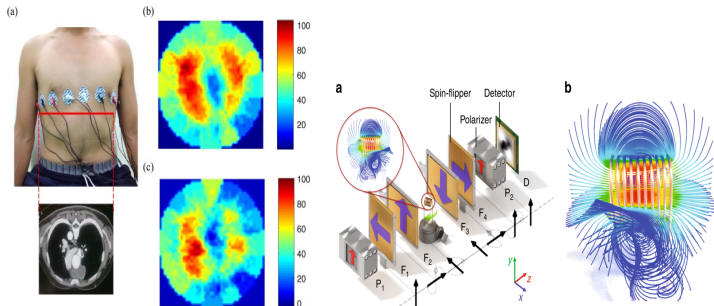 (a)
(b)
100
80
60
40
20
(c)
100
80
60
40
20
0
a
Spin-flipper
Detector
Polarizer
D
P2
F4
F3
F2
F1
P1
y
z
x
b